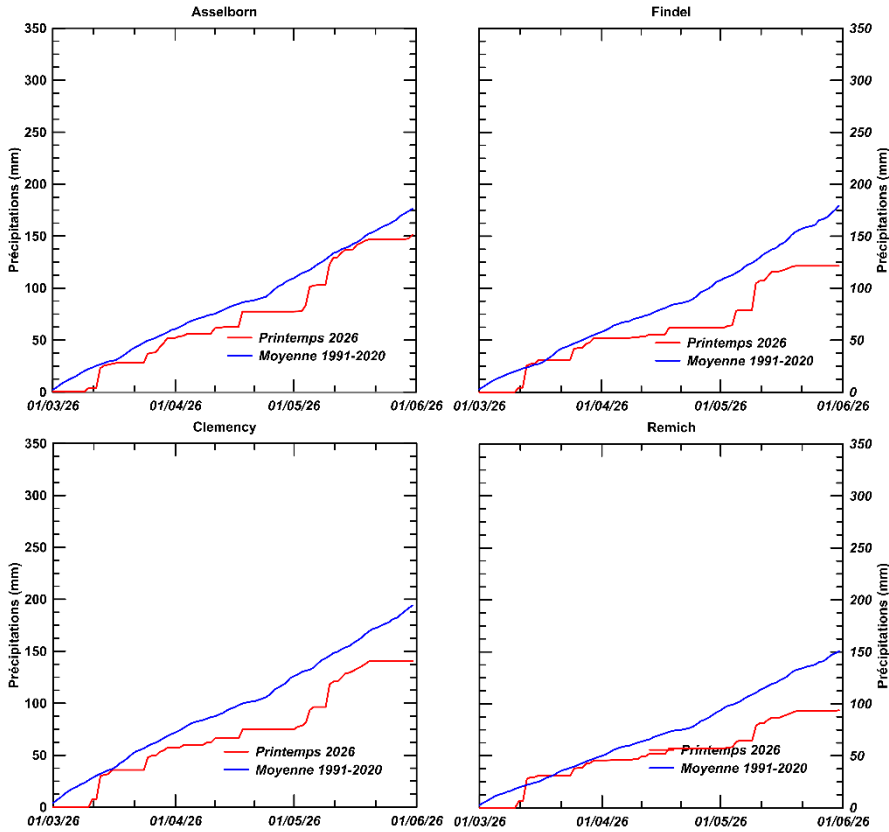 Asselborn
Précipitations (mm)
350
300
250
200
150
100
50
0
Printemps 2026
Moyenne 1991-2020
01/03/26 01/04/26 01/05/26 01/06/26
Findel
350
300
250
200
150
100
50
0
Précipitations (mm)
Printemps 2026
Moyenne 1991-2020
01/03/26 01/04/26 01/05/26 01/06/26
Clemency
Précipitations (mm)
350
300
250
200
150
100
50
0
Printemps 2026
Moyenne 1991-2020
01/03/26 01/04/26 01/05/26 01/06/26
Remich
350
300
250
200
150
100
50
0
Précipitations (mm)
Printemps 2026
Moyenne 1991-2020
01/03/26 01/04/26 01/05/26 01/06/26